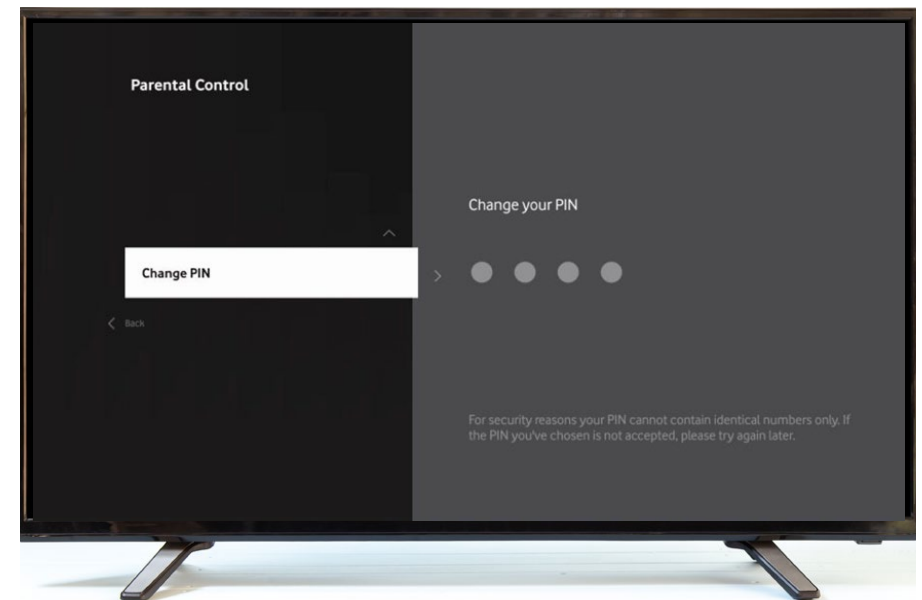 Parental Control
Change your PIN
Change PIN
Back
For security reasons your PIN cannot contain identical numbers only. If
the PIN you've chosen is not accepted, please try again later.